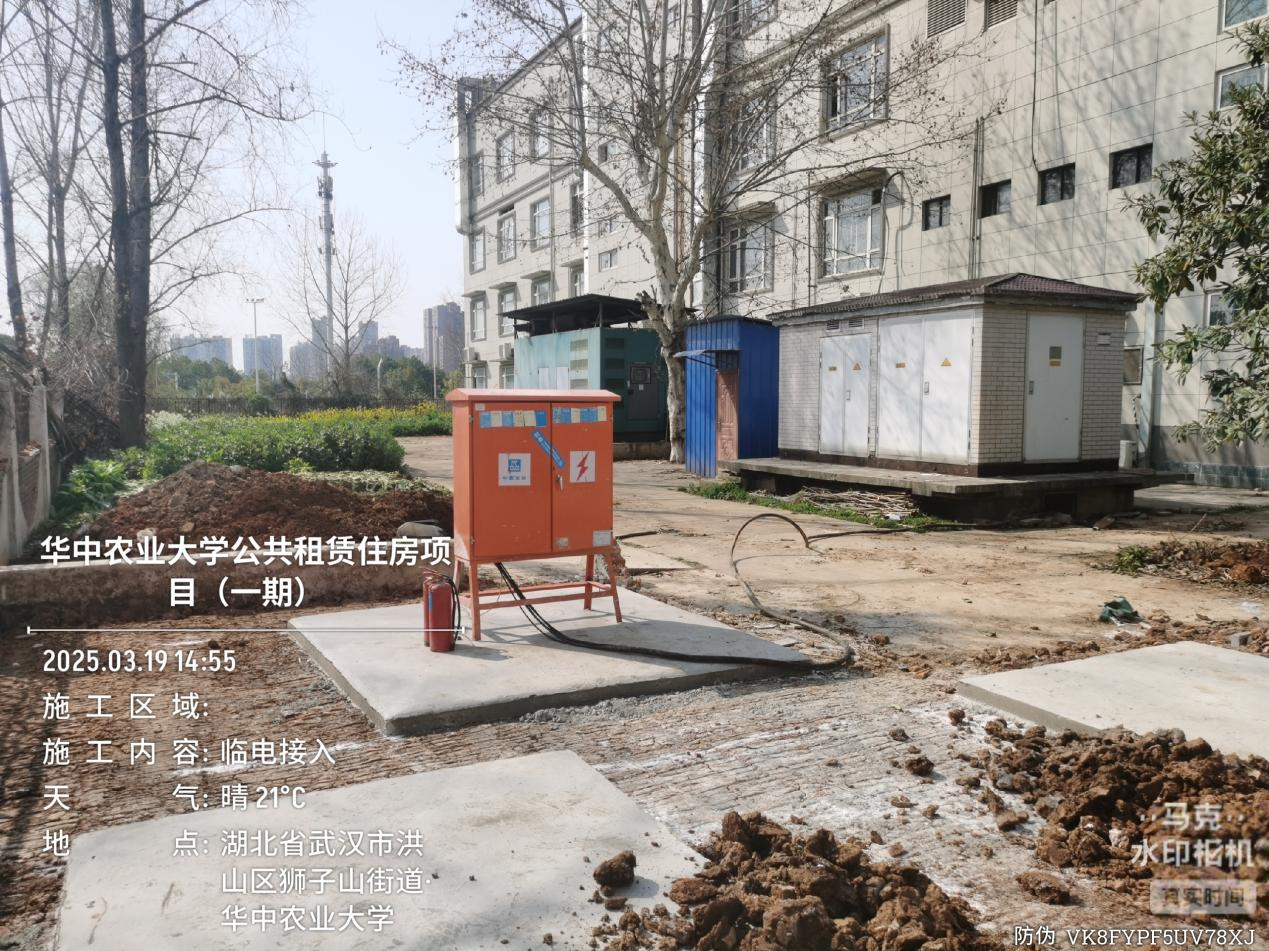 华中农业大学公共租赁住房项
目（一期）
2025.03.19 14:55
施工区域:
施工内容: 临电接入
天气: 晴 21℃
地点: 湖北省武汉市洪
山区狮子山街道·
华中农业大学
马克
水印相机
真实时间
防伪 VK8FYPF5UV78XJ